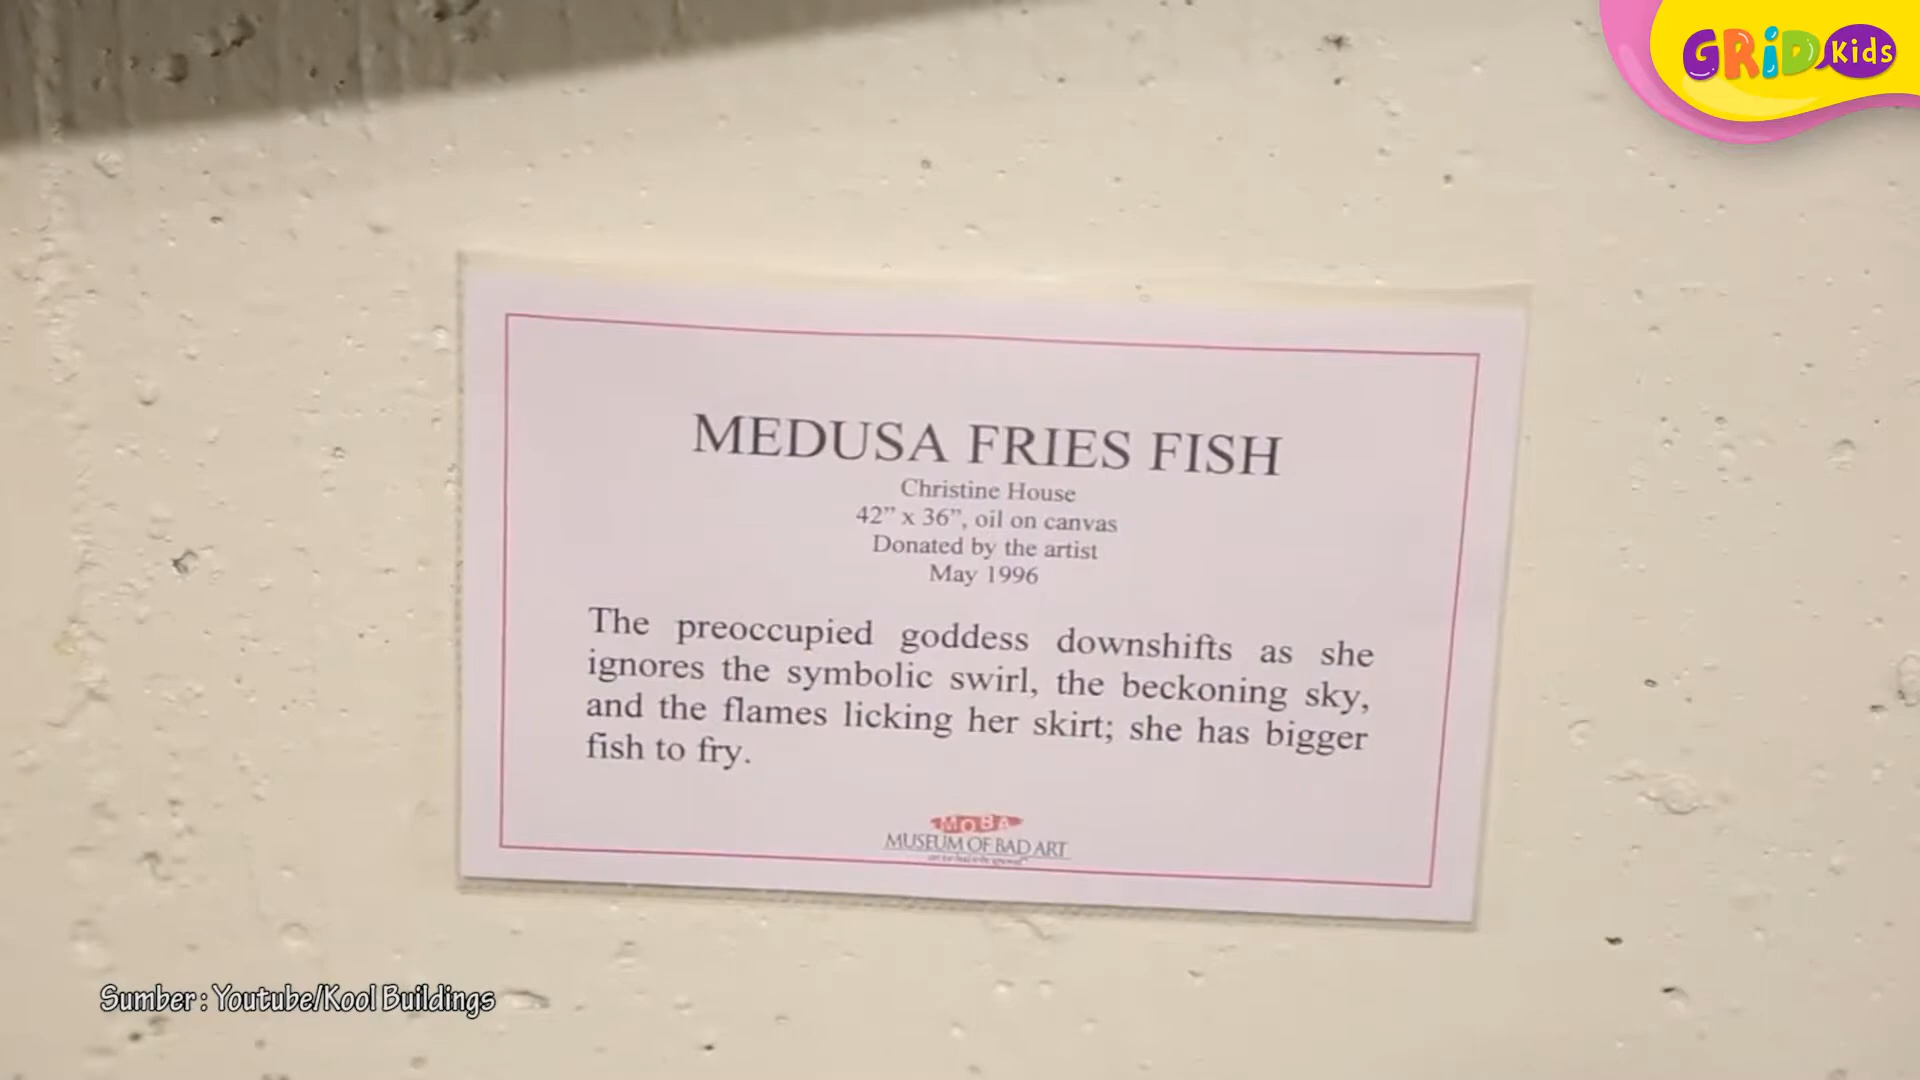 GRID Kids
MEDUSA FRIES FISH
Christine House
42” x 36”, oil on canvas
Donated by the artist
May 1996
The preoccupied goddess downshifts as she
ignores the symbolic swirl, the beckoning sky,
and the flames licking her skirt; she has bigger
fish to fry.
MOBA
MUSEUM OF BAD ART
Sumber : Youtube/Kool Buildings